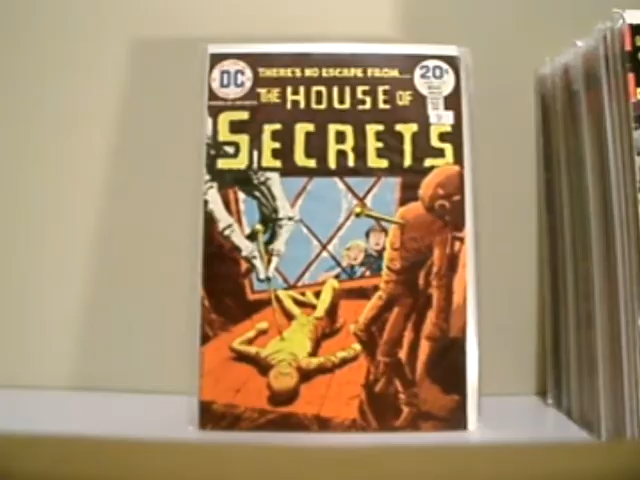 DC
THERE'S NO ESCAPE FROM....
20¢
THE HOUSE OF
SECRETS